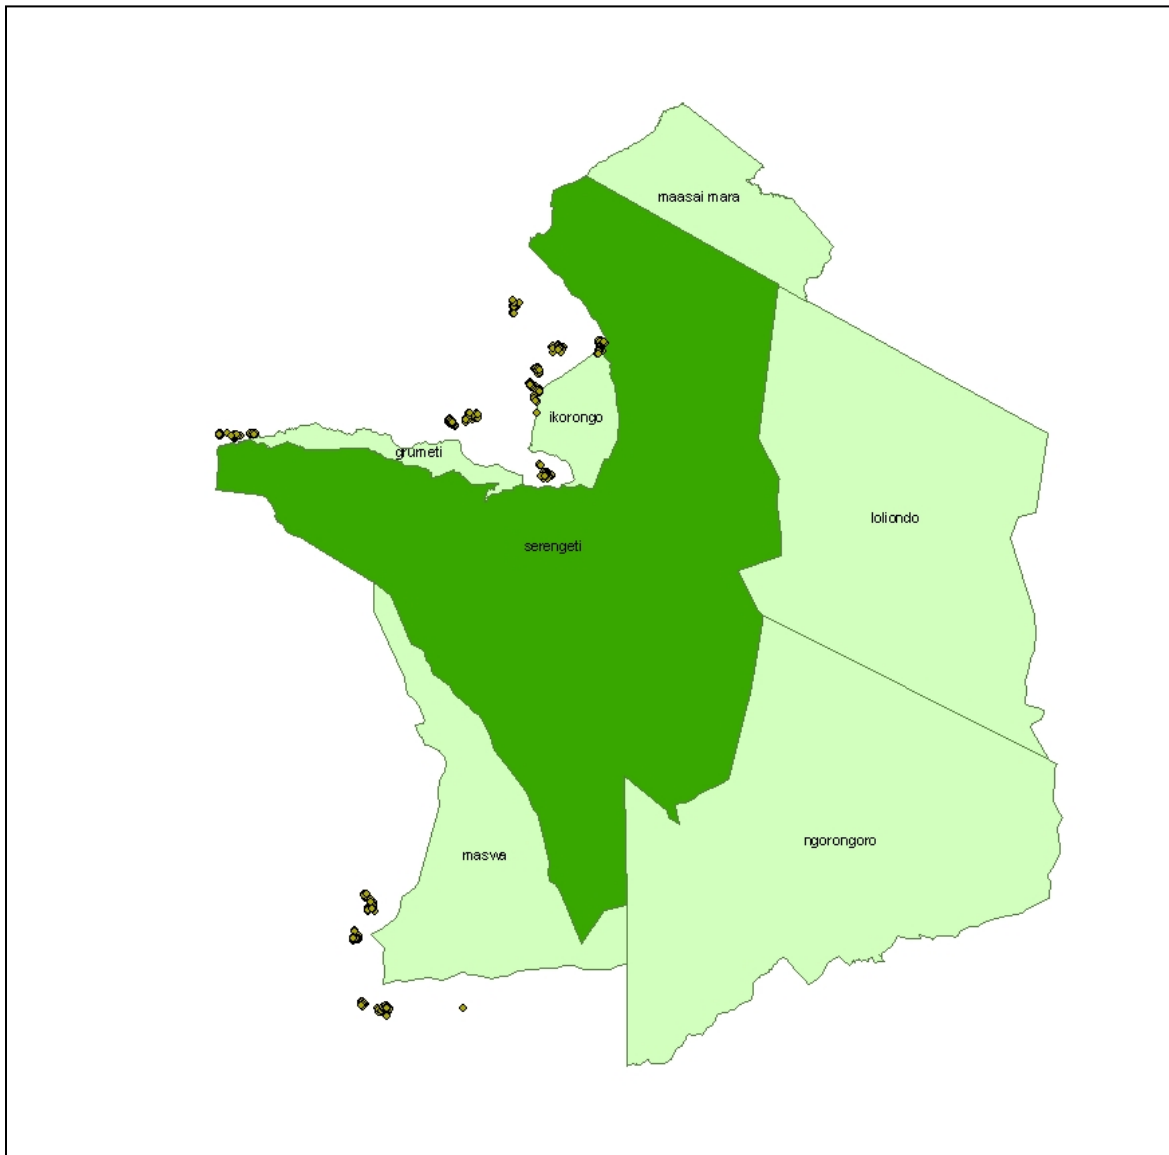 maasai mara
ikorongo
grumeti
loliondo
serengeti
ngorongoro
maswa